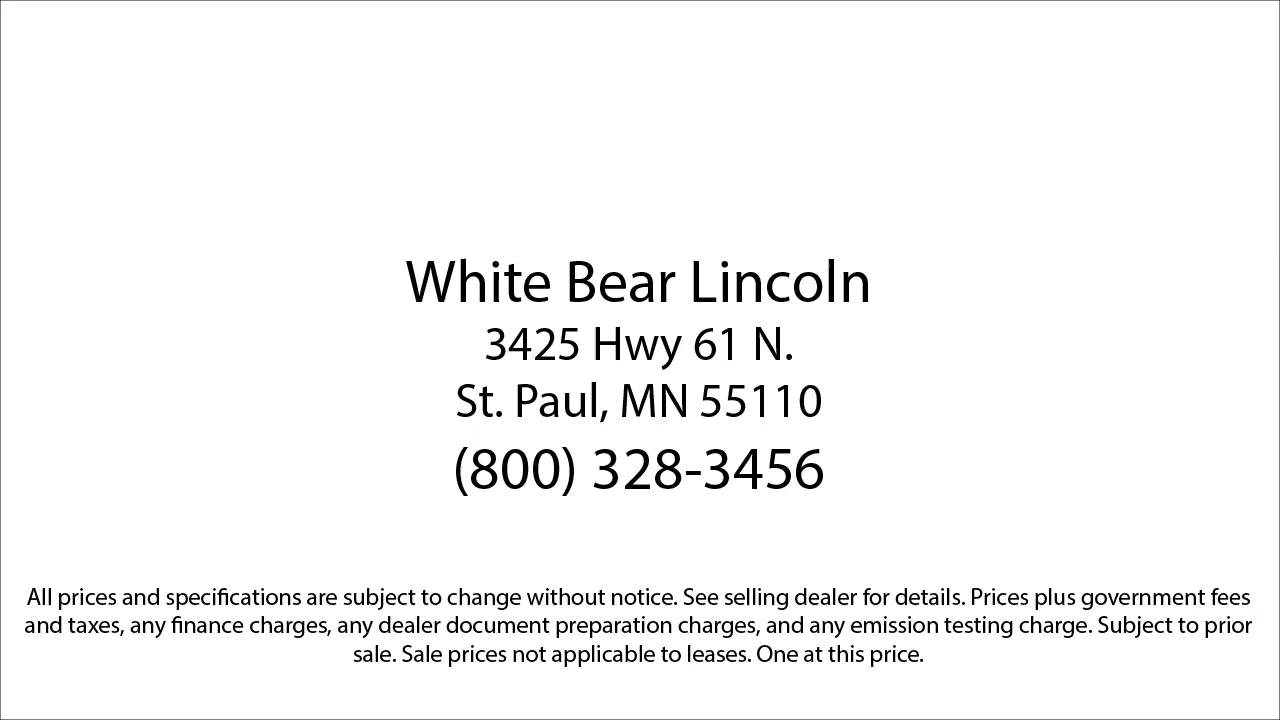 White Bear Lincoln
3425 Hwy 61 N.
St. Paul, MN 55110
(800) 328-3456
All prices and specifications are subject to change without notice. See selling dealer for details. Prices plus government fees
and taxes, any finance charges, any dealer document preparation charges, and any emission testing charge. Subject to prior
sale. Sale prices not applicable to leases. One at this price.